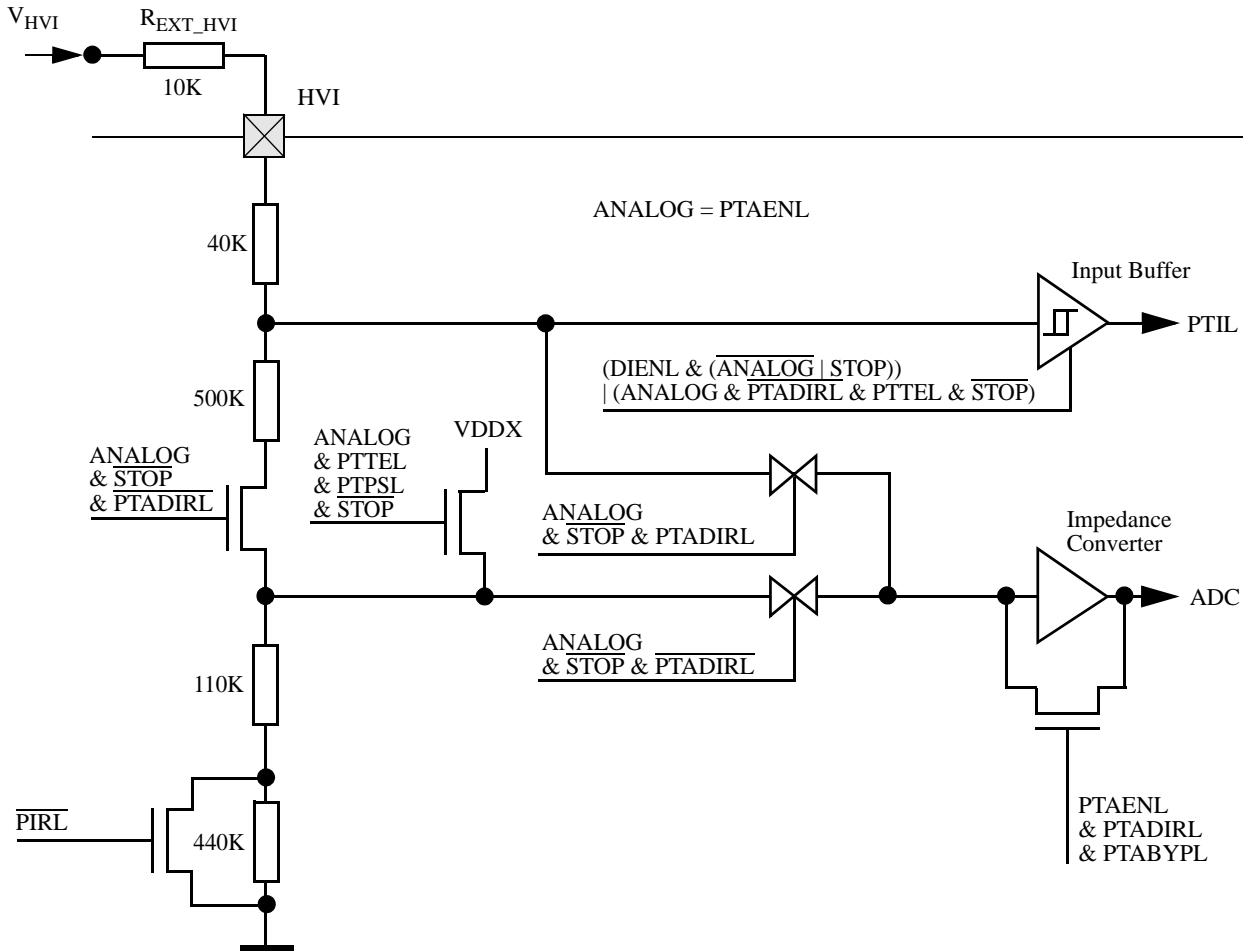 V_HVI
R_EXT_HVI
10K
HVI
ANALOG = PTAENL
40K
Input Buffer
PTIL
(DIENL & (ANALOG | STOP))
| (ANALOG & PTADIRL & PTTEL & STOP)
500K
VDDX
ANALOG
& PTTEL
& PTPSL
& STOP
ANALOG
& STOP
& PTADIRL
ANALOG
& STOP & PTADIRL
Impedance
Converter
ADC
ANALOG
& STOP & PTADIRL
110K
PIRL
440K
PTAENL
& PTADIRL
& PTABYPL